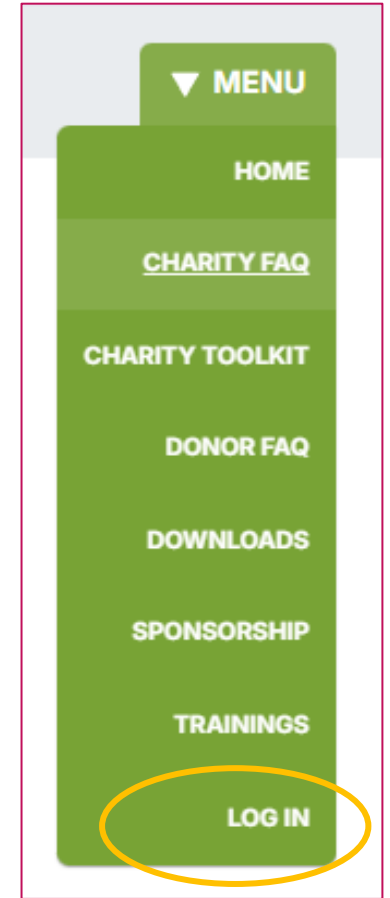 ▼ MENU
HOME
CHARITY FAQ
CHARITY TOOLKIT
DONOR FAQ
DOWNLOADS
SPONSORSHIP
TRAININGS
LOG IN